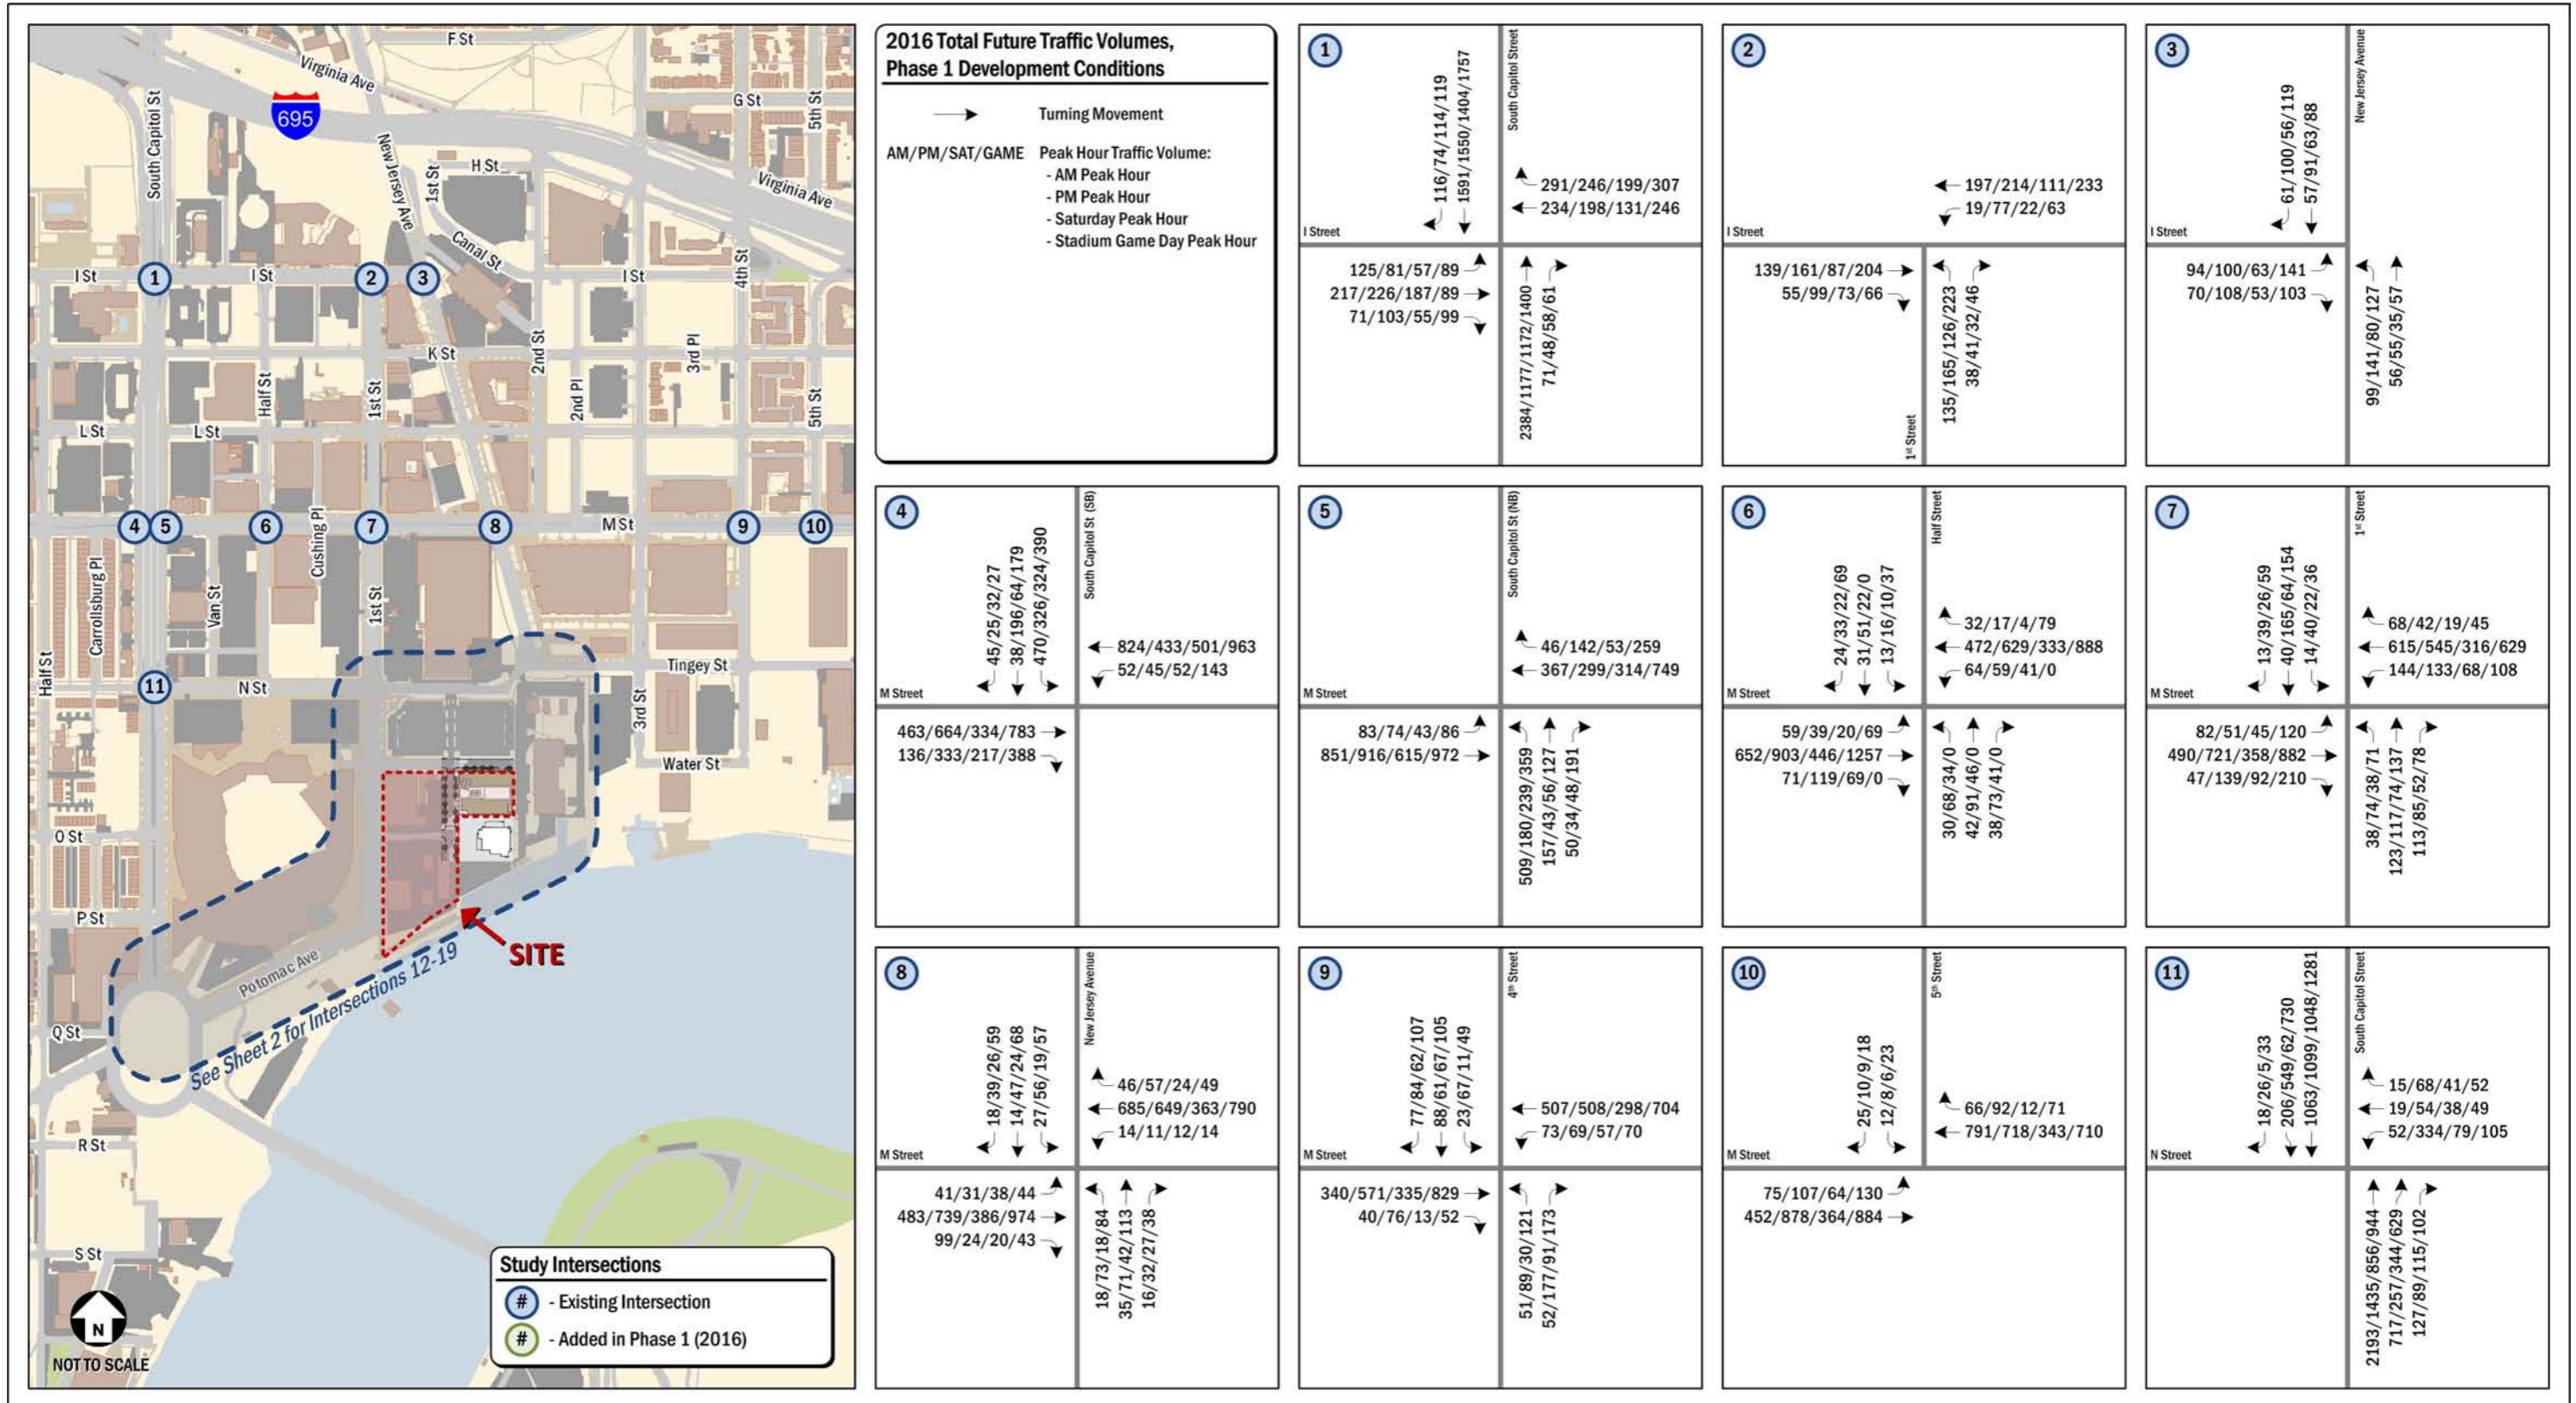 F St
Virginia Ave
South Capitol St
695
G St
5th St
New Jersey Ave
1st St
H St
Virginia Ave
Canal St
4th St
I St
1
I St
2
3
I St
K St
2nd St
3rd Pl
Half St
1st St
2nd Pl
5th St
L St
L St
4
5
6
Cushing Pl
7
8
M St
9
10
Carrollsburg Pl
Van St
1st St
Half St
11
N St
Tingey St
3rd St
Water St
O St
P St
SITE
Potomac Ave
See Sheet 2 for Intersections 12-19
Q St
R St
S St
N
NOT TO SCALE
Study Intersections
# - Existing Intersection
# - Added in Phase 1 (2016)
2016 Total Future Traffic Volumes,
Phase 1 Development Conditions
Turning Movement
AM/PM/SAT/GAME Peak Hour Traffic Volume:
- AM Peak Hour
- PM Peak Hour
- Saturday Peak Hour
- Stadium Game Day Peak Hour
1
South Capitol Street
116/74/114/119
1591/1550/1404/1757
291/246/199/307
234/198/131/246
I Street
125/81/57/89
217/226/187/89
71/103/55/99
2384/1177/1172/1400
71/48/58/61
2
197/214/111/233
19/77/22/63
I Street
139/161/87/204
55/99/73/66
135/165/126/223
38/41/32/46
1st Street
3
New Jersey Avenue
61/100/56/119
57/91/63/88
I Street
94/100/63/141
70/108/53/103
99/141/80/127
56/55/35/57
4
South Capitol St (SB)
45/25/32/27
38/196/64/179
470/326/324/390
824/433/501/963
52/45/52/143
M Street
463/664/334/783
136/333/217/388
5
South Capitol St (NB)
46/142/53/259
367/299/314/749
M Street
83/74/43/86
851/916/615/972
509/180/239/359
157/43/56/127
50/34/48/191
6
Half Street
24/33/22/69
31/51/22/0
13/16/10/37
32/17/4/79
472/629/333/888
64/59/41/0
M Street
59/39/20/69
652/903/446/1257
71/119/69/0
30/68/34/0
42/91/46/0
38/73/41/0
7
1st Street
13/39/26/59
40/165/64/154
14/40/22/36
68/42/19/45
615/545/316/629
144/133/68/108
M Street
82/51/45/120
490/721/358/882
47/139/92/210
38/74/38/71
123/117/74/137
113/85/52/78
8
New Jersey Avenue
18/39/26/59
14/47/24/68
27/56/19/57
46/57/24/49
685/649/363/790
14/11/12/14
M Street
41/31/38/44
483/739/386/974
99/24/20/43
18/73/18/84
35/71/42/113
16/32/27/38
9
4th Street
77/84/62/107
88/61/67/105
23/67/11/49
507/508/298/704
73/69/57/70
M Street
340/571/335/829
40/76/13/52
51/89/30/121
52/177/91/173
10
5th Street
25/10/9/18
12/8/6/23
66/92/12/71
791/718/343/710
M Street
75/107/64/130
452/878/364/884
11
South Capitol Street
18/26/5/33
206/549/62/730
1063/1099/1048/1281
15/68/41/52
19/54/38/49
52/334/79/105
N Street
2193/1435/856/944
717/257/344/629
127/89/115/102